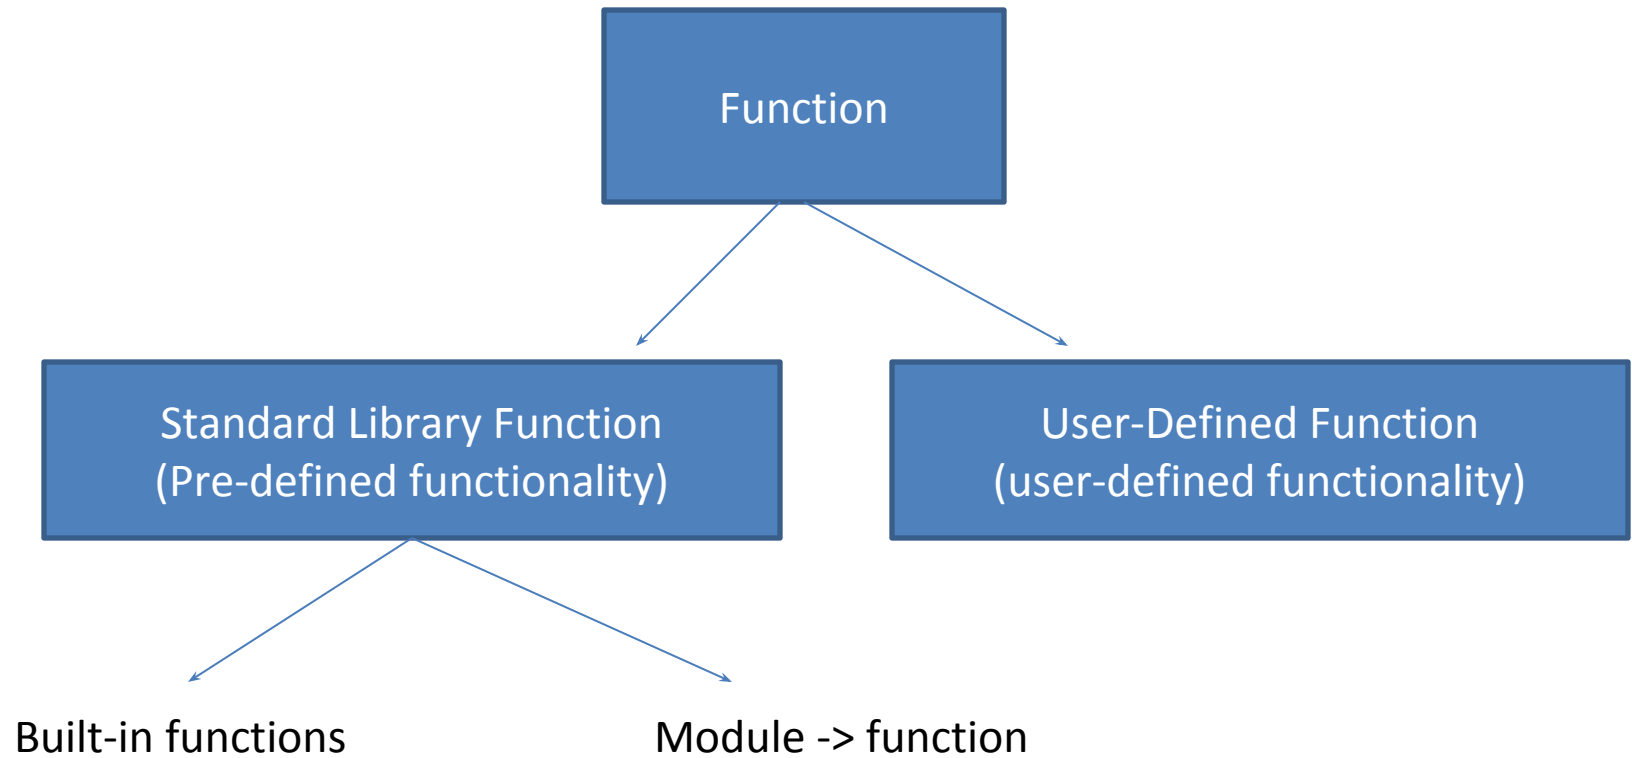 Function
Standard Library Function
(Pre-defined functionality)
User-Defined Function
(user-defined functionality)
Built-in functions
Module -> function